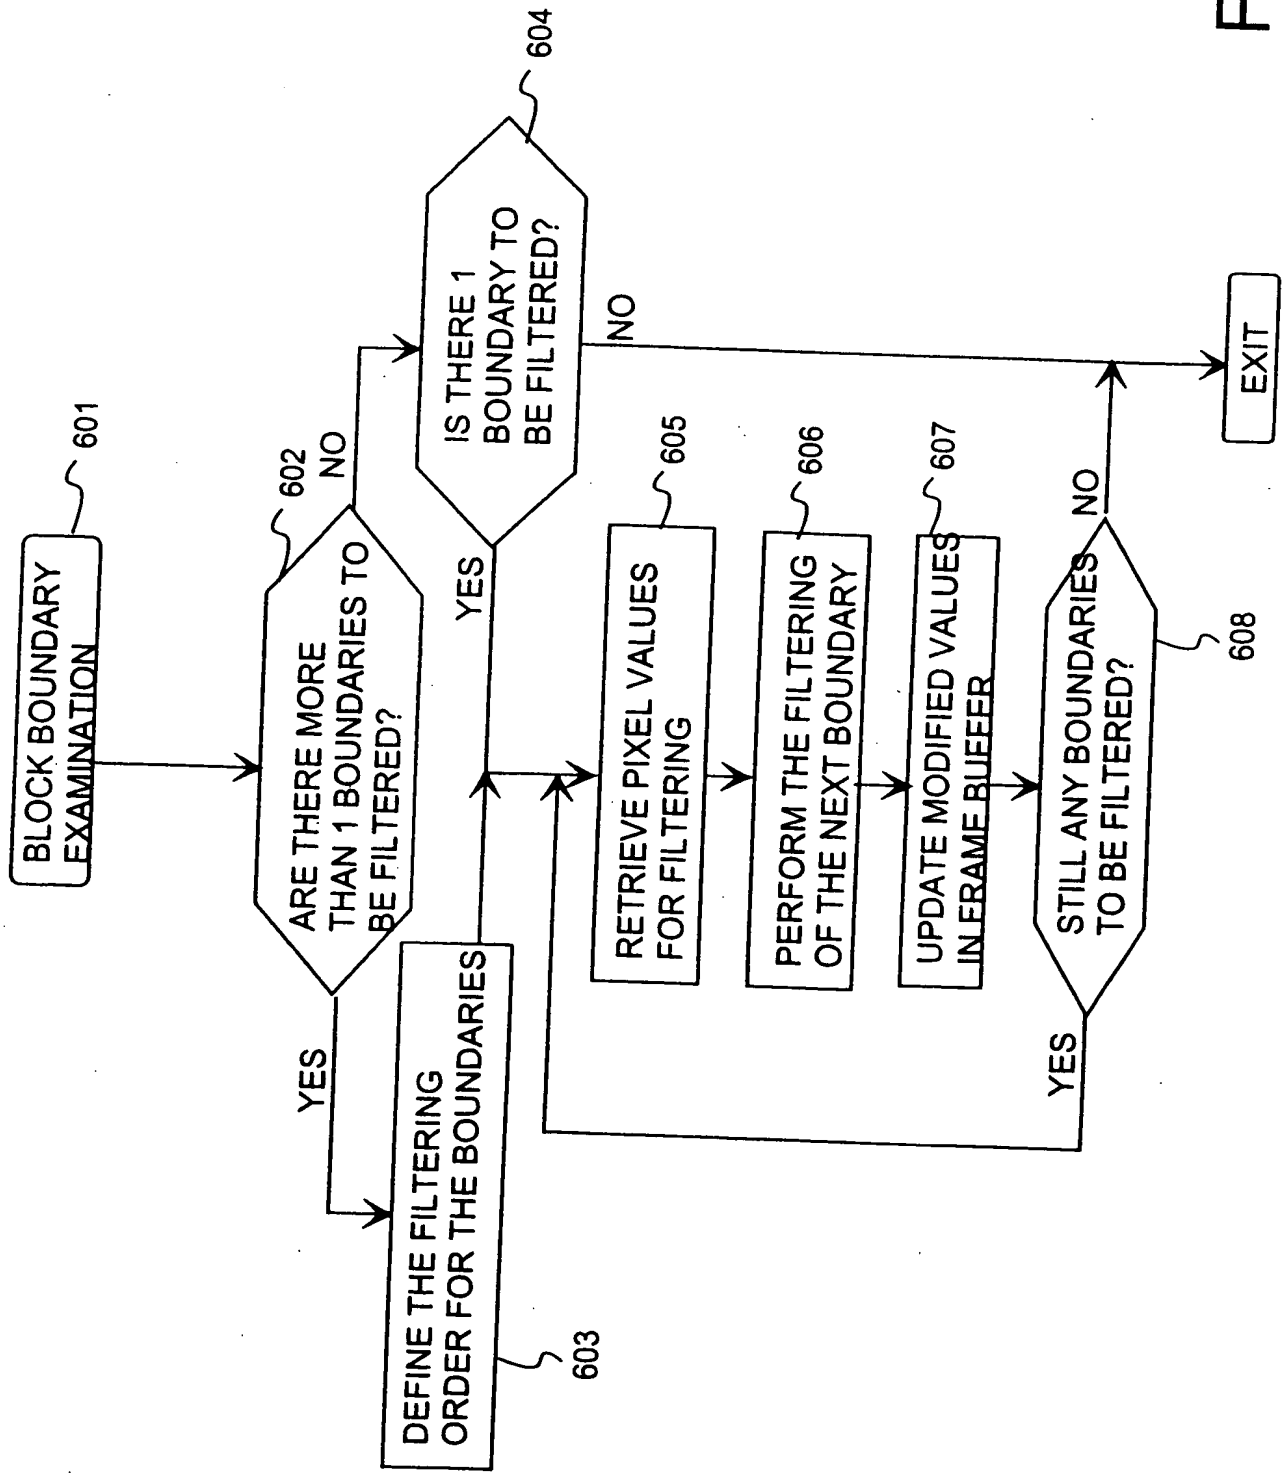 BLOCK BOUNDARY
EXAMINATION
601
602
ARE THERE MORE
THAN 1 BOUNDARIES TO
BE FILTERED?
YES
NO
DEFINE THE FILTERING
ORDER FOR THE BOUNDARIES
603
604
IS THERE 1
BOUNDARY TO
BE FILTERED?
YES
NO
605
RETRIEVE PIXEL VALUES
FOR FILTERING
606
PERFORM THE FILTERING
OF THE NEXT BOUNDARY
607
UPDATE MODIFIED VALUES
IN FRAME BUFFER
STILL ANY BOUNDARIES
TO BE FILTERED?
608
YES
NO
EXIT
F